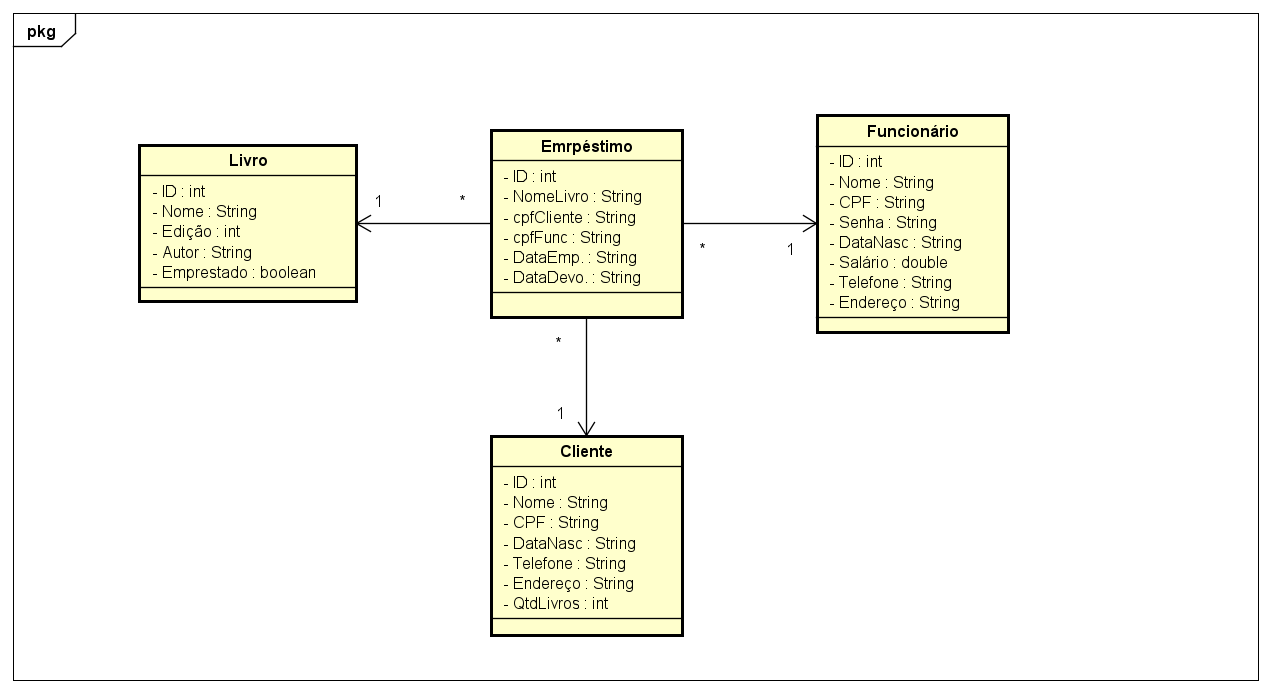 pkg
Livro
- ID : int
- Nome : String
- Edição : int
- Autor : String
- Emprestado : boolean
1
*
Emrpéstimo
- ID : int
- NomeLivro : String
- cpfCliente : String
- cpfFunc : String
- DataEmp. : String
- DataDevo. : String
*
1
Funcionário
- ID : int
- Nome : String
- CPF : String
- Senha : String
- DataNasc : String
- Salário : double
- Telefone : String
- Endereço : String
*
1
Cliente
- ID : int
- Nome : String
- CPF : String
- DataNasc : String
- Telefone : String
- Endereço : String
- QtdLivros : int